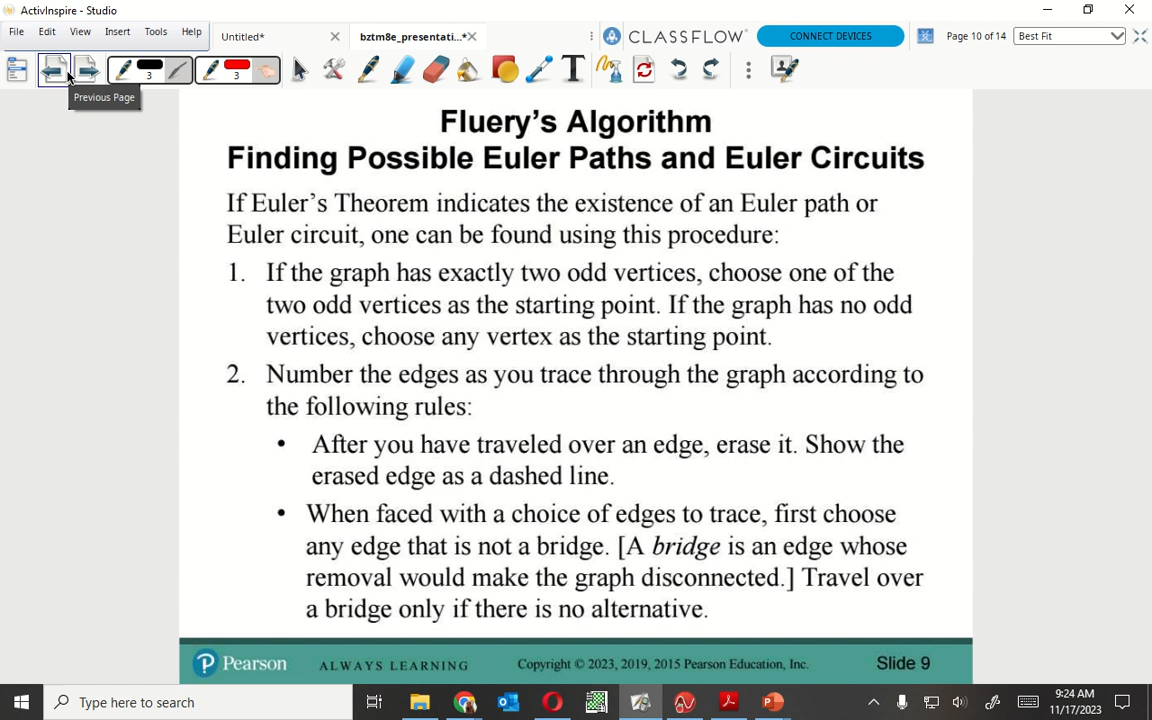 ActivInspire - Studio
File Edit View Insert Tools Help
Untitled*
bztm8e_presentati...*
CLASSFLOW
CONNECT DEVICES
Page 10 of 14
Best Fit
3
3
Previous Page
Fluery's Algorithm
Finding Possible Euler Paths and Euler Circuits
If Euler's Theorem indicates the existence of an Euler path or
Euler circuit, one can be found using this procedure:
1. If the graph has exactly two odd vertices, choose one of the
two odd vertices as the starting point. If the graph has no odd
vertices, choose any vertex as the starting point.
2. Number the edges as you trace through the graph according to
the following rules:
• After you have traveled over an edge, erase it. Show the
erased edge as a dashed line.
• When faced with a choice of edges to trace, first choose
any edge that is not a bridge. [A bridge is an edge whose
removal would make the graph disconnected.] Travel over
a bridge only if there is no alternative.
Pearson
ALWAYS LEARNING
Copyright © 2023, 2019, 2015 Pearson Education, Inc.
Slide 9
Type here to search
9:24 AM
11/17/2023